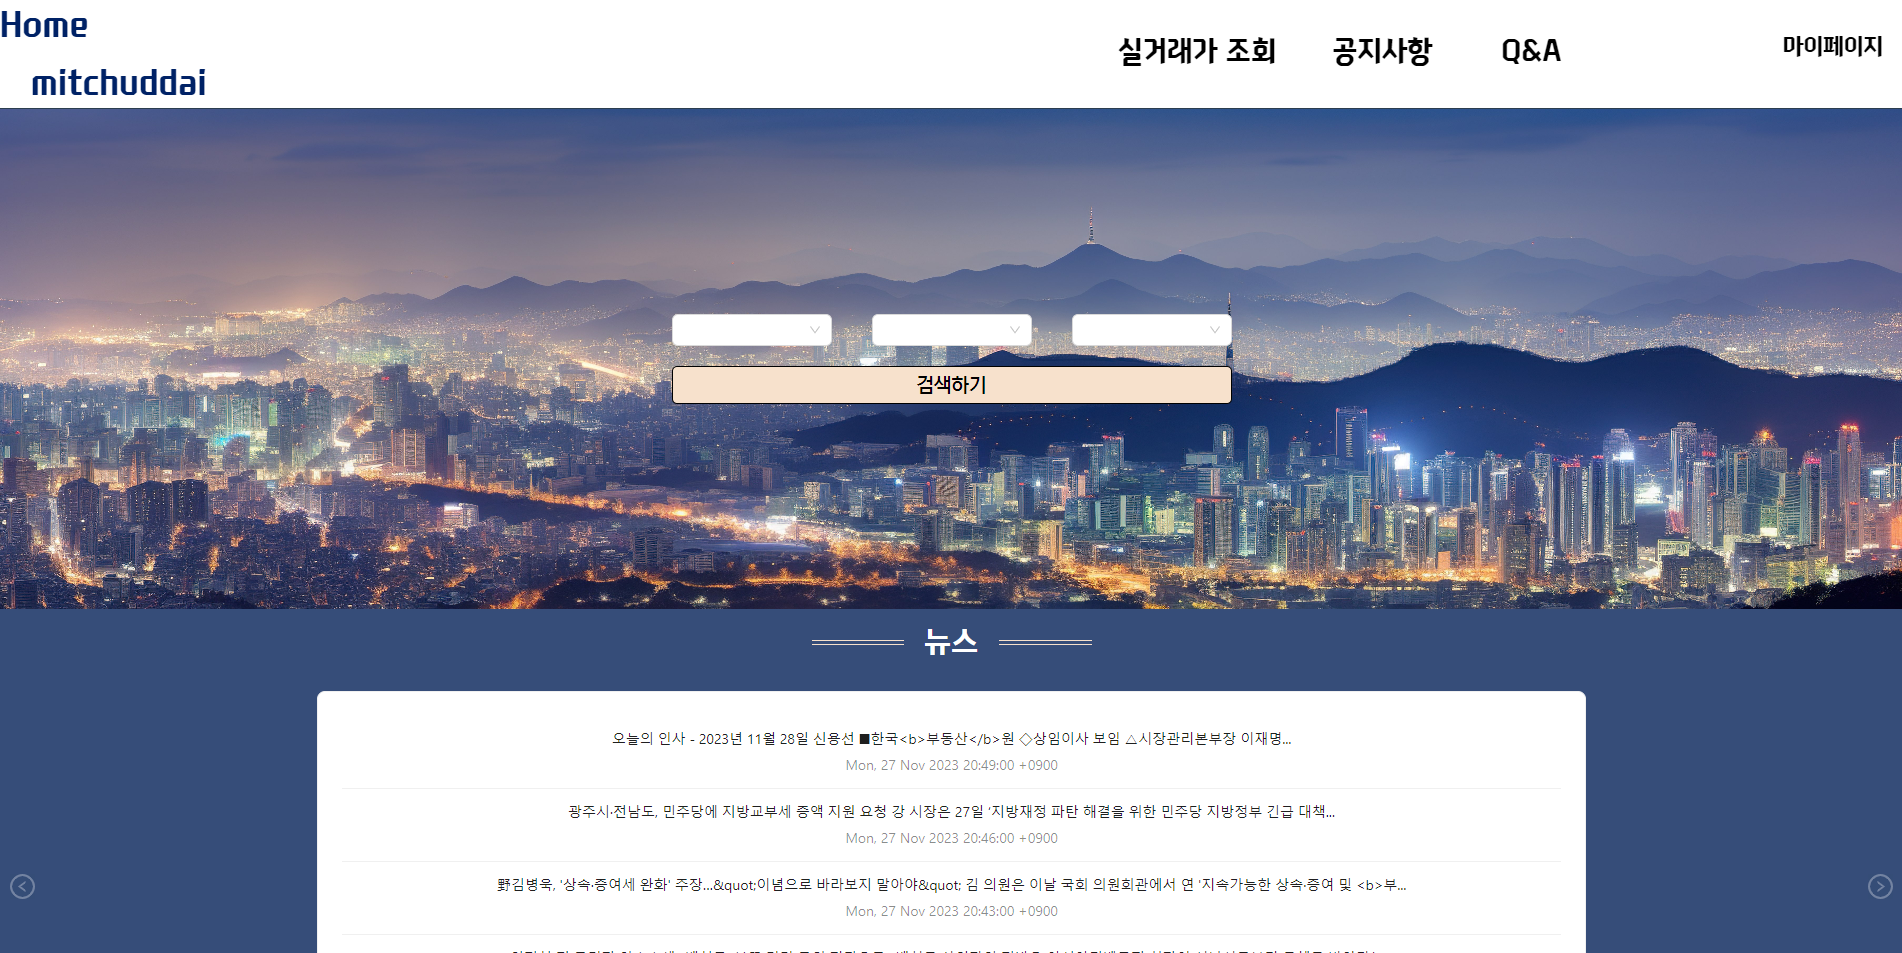 Home
mitchuddai
실거래가 조회
공지사항
Q&A
마이페이지
검색하기
뉴스
오늘의 인사 - 2023년 11월 28일 신용선 ■한국<b>부동산</b>원 ◇상임이사 보임 △시장관리본부장 이재명...
Mon, 27 Nov 2023 20:49:00 +0900
광주시·전남도, 민주당에 지방교부세 증액 지원 요청 강 시장은 27일 '지방재정 파탄 해결을 위한 민주당 지방정부 긴급 대책...
Mon, 27 Nov 2023 20:46:00 +0900
野김병욱, '상속·증여세 완화' 주장...&quot;이념으로 바라보지 말아야&quot; 김 의원은 이날 국회 의원회관에서 연 '지속가능한 상속·증여 및 <b>부...
Mon, 27 Nov 2023 20:43:00 +0900